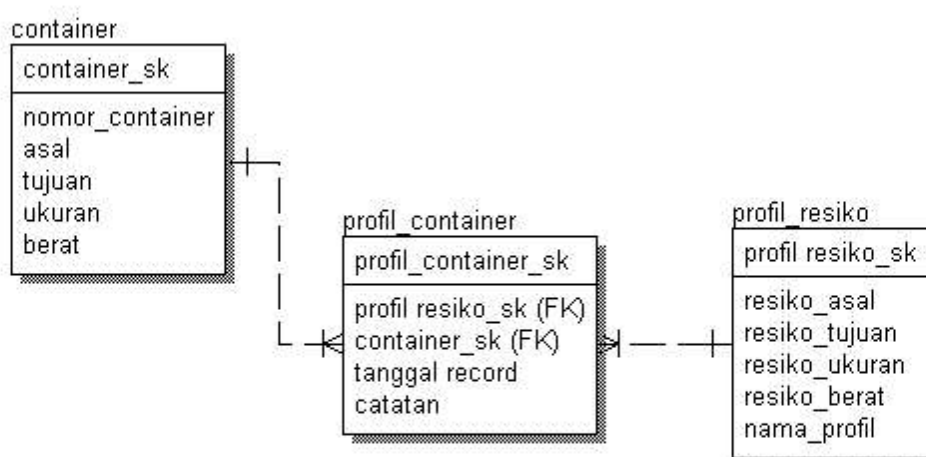 container
container_sk
nomor_container
asal
tujuan
ukuran
berat
profil_container
profil_container_sk
profil resiko_sk (FK)
container_sk (FK)
tanggal record
catatan
profil_resiko
profil resiko_sk
resiko_asal
resiko_tujuan
resiko_ukuran
resiko_berat
nama_profil